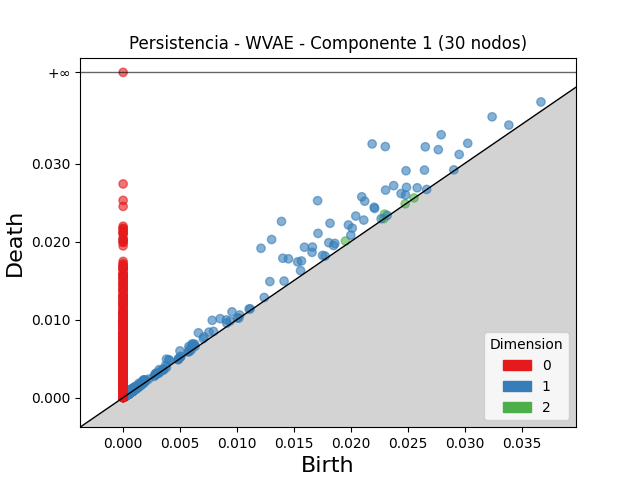 Persistencia - WVAE - Componente 1 (30 nodos)
+∞
0.030
0.020
0.010
0.000
Death
0.000 0.005 0.010 0.015 0.020 0.025 0.030 0.035
Birth
Dimension
0
1
2